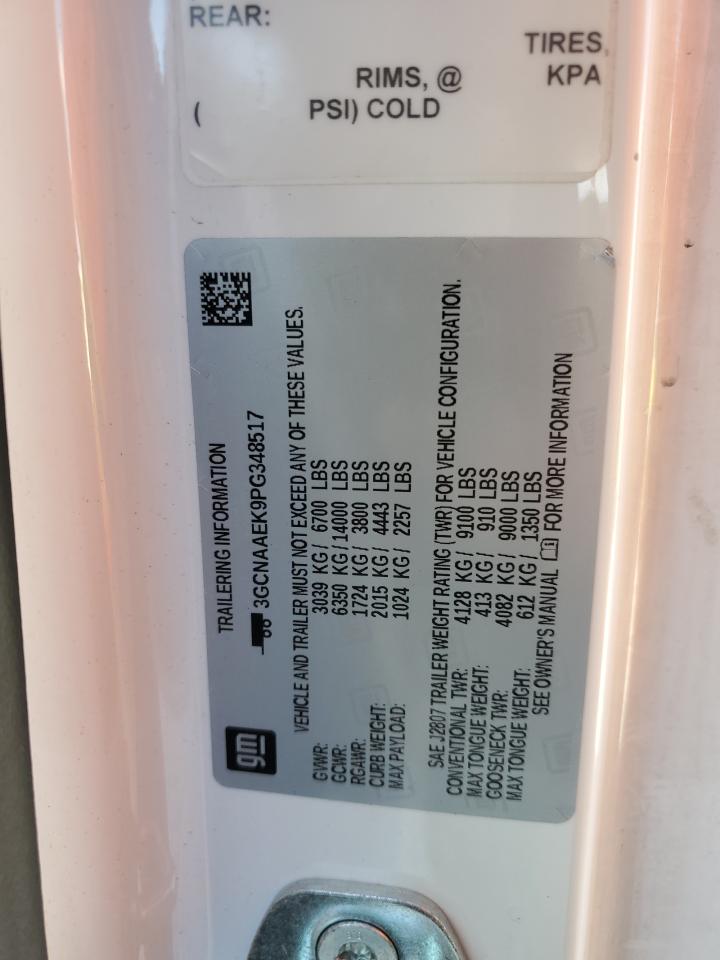 REAR:
TIRES,
RIMS, @ KPA
( PSI) COLD
gm
TRAILERING INFORMATION
3GCNAAEK9PG348517
VEHICLE AND TRAILER MUST NOT EXCEED ANY OF THESE VALUES.
GVWR: 3039 KG/ 6700 LBS
GCWR: 6350 KG/ 14000 LBS
RGAWR: 1724 KG/ 3800 LBS
CURB WEIGHT: 2015 KG/ 4443 LBS
MAX PAYLOAD: 1024 KG/ 2257 LBS
SAE J2807 TRAILER WEIGHT RATING (TWR) FOR VEHICLE CONFIGURATION.
CONVENTIONAL TWR: 4128 KG/ 9100 LBS
MAX TONGUE WEIGHT: 413 KG/ 910 LBS
GOOSENECK TWR: 4082 KG/ 9000 LBS
MAX TONGUE WEIGHT: 612 KG/ 1350 LBS
SEE OWNER'S MANUAL FOR MORE INFORMATION